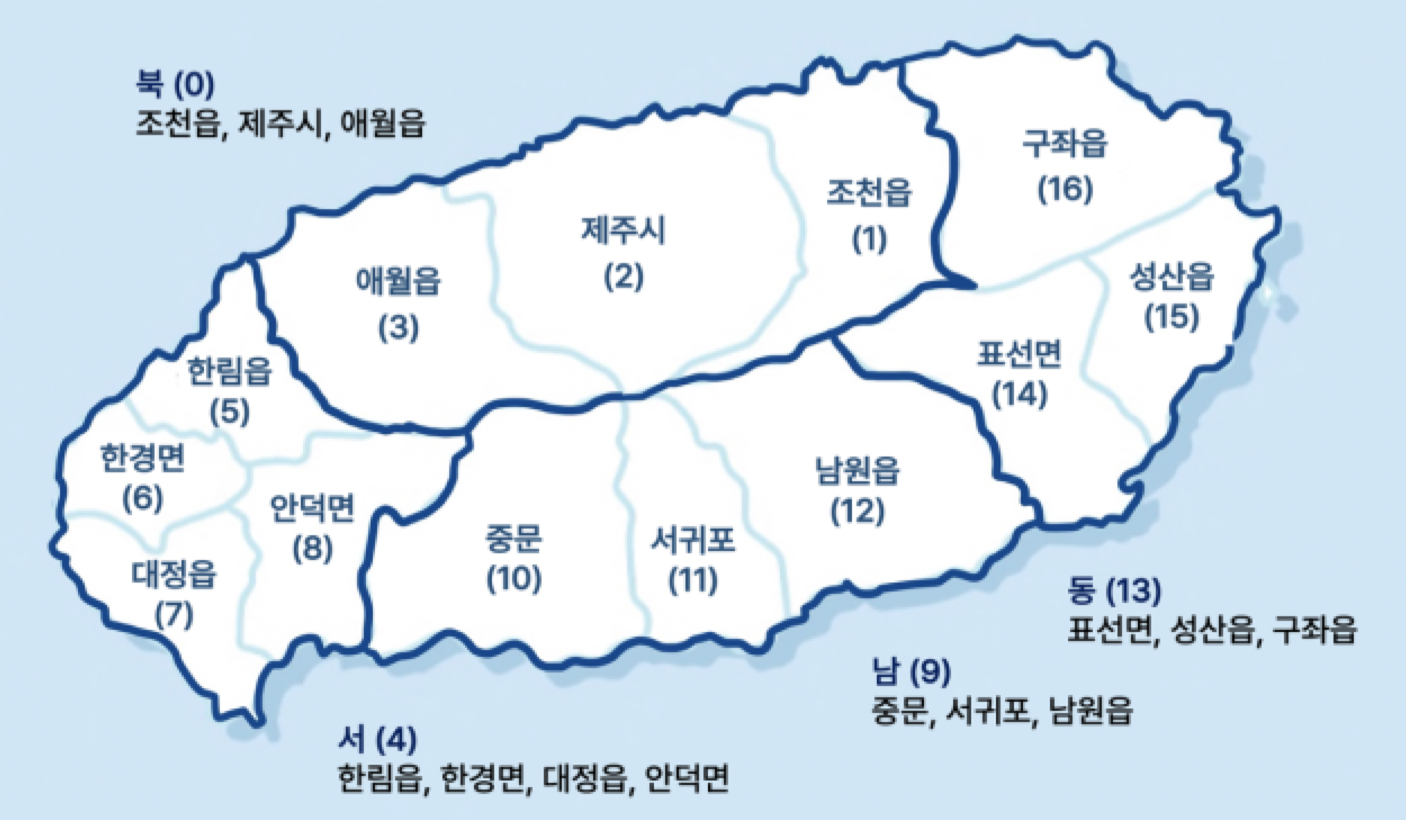 북 (0)
조천읍, 제주시, 애월읍
구좌읍
(16)
조천읍
(1)
제주시
(2)
애월읍
(3)
성산읍
(15)
표선면
(14)
한림읍
(5)
한경면
(6)
안덕면
(8)
대정읍
(7)
중문
(10)
서귀포
(11)
남원읍
(12)
동 (13)
표선면, 성산읍, 구좌읍
남 (9)
중문, 서귀포, 남원읍
서 (4)
한림읍, 한경면, 대정읍, 안덕면